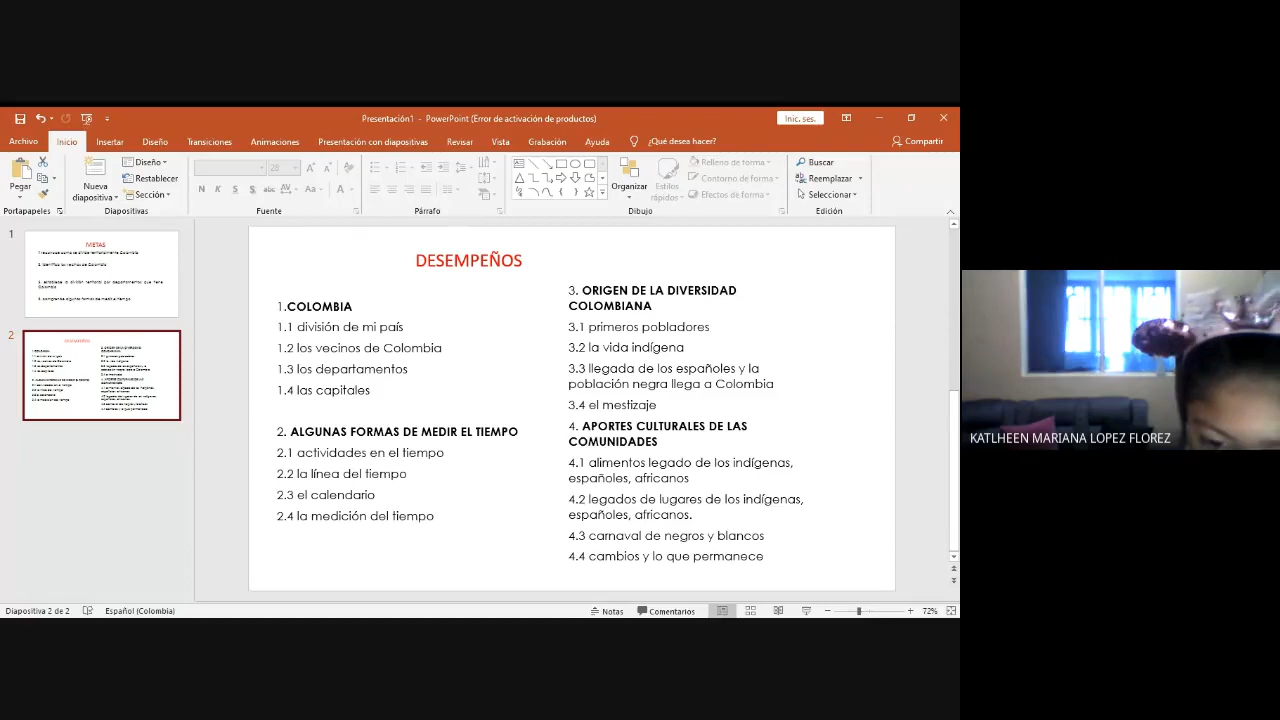 Presentación1 - PowerPoint (Error de activación de productos)
Inic. ses.
Archivo
Inicio
Insertar
Diseño
Transiciones
Animaciones
Presentación con diapositivas
Revisar
Vista
Grabación
Ayuda
¿Qué desea hacer?
Compartir
Pegar
Nueva
diapositiva
Diseño
Restablecer
Sección
28
N K S S abc AV Aa A
Organizar
Estilos
rápidos
Relleno de forma
Contorno de forma
Efectos de forma
Buscar
Reemplazar
Seleccionar
Portapapeles
Diapositivas
Fuente
Párrafo
Dibujo
Edición
1
METAS
2
DESEMPEÑOS
1.COLOMBIA
1.1 división de mi país
1.2 los vecinos de Colombia
1.3 los departamentos
1.4 las capitales
2. ALGUNAS FORMAS DE MEDIR EL TIEMPO
2.1 actividades en el tiempo
2.2 la línea del tiempo
2.3 el calendario
2.4 la medición del tiempo
3. ORIGEN DE LA DIVERSIDAD
COLOMBIANA
3.1 primeros pobladores
3.2 la vida indígena
3.3 llegada de los españoles y la
población negra llega a Colombia
3.4 el mestizaje
4. APORTES CULTURALES DE LAS
COMUNIDADES
4.1 alimentos legado de los indígenas,
españoles, africanos
4.2 legados de lugares de los indígenas,
españoles, africanos.
4.3 carnaval de negros y blancos
4.4 cambios y lo que permanece
KATLHEEN MARIANA LOPEZ FLOREZ
Diapositiva 2 de 2
Español (Colombia)
Notas
Comentarios
72%